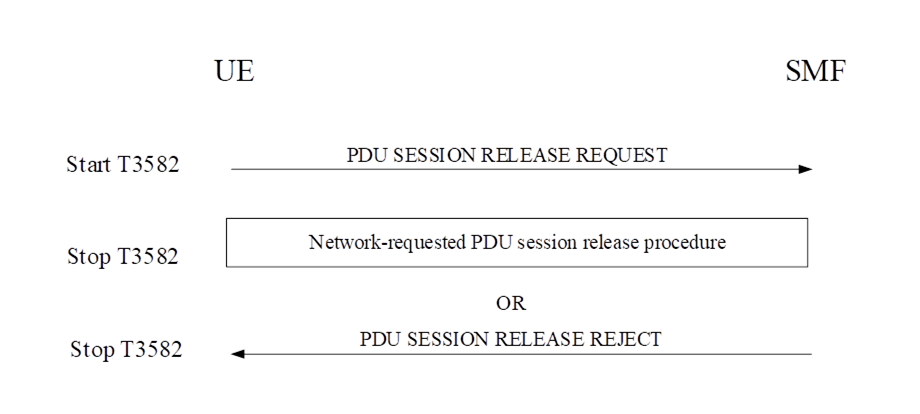 UE SMF
Start T3582 PDU SESSION RELEASE REQUEST
Network-requested PDU session release procedure
Stop T3582
OR
PDU SESSION RELEASE REJECT
Stop T3582